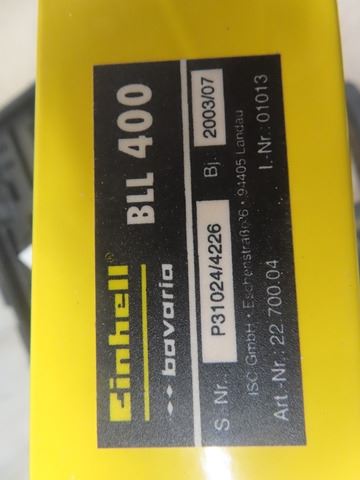 Einhell®
bavaria
BLL 400
S. Nr. P31024/4226 Bj. 2003/07
ISC GmbH • Eschenstraße 6 • 94405 Landau
Art.-Nr.: 22 700.04 I.-Nr.: 01013